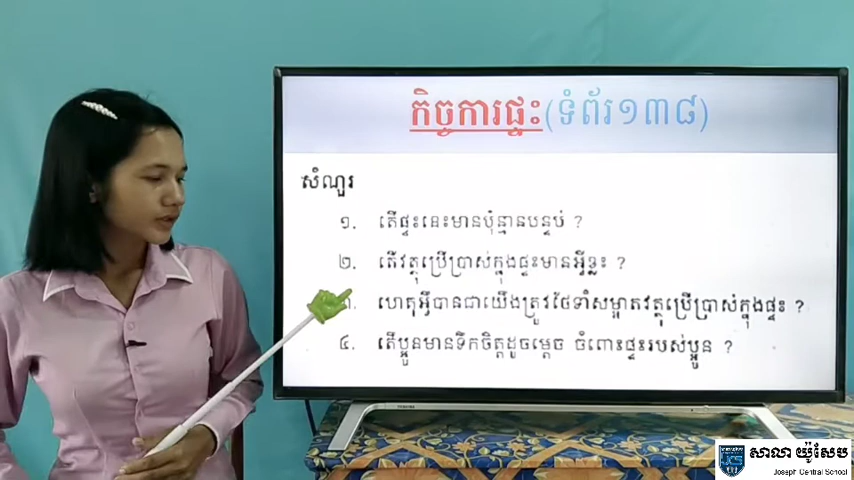 កិច្ចការផ្ទះ(ទំព័រ១៣៨)
សំណួរ
១. តើផ្ទះនេះមានប៉ុន្មានបន្ទប់ ?
២. តើវត្ថុប្រើប្រាស់ក្នុងផ្ទះមានអ្វីខ្លះ ?
ហេតុអ្វីបានជាយើងត្រូវថែទាំសម្អាតវត្ថុប្រើប្រាស់ក្នុងផ្ទះ ?
៤. តើប្អូនមានទឹកចិត្តដូចម្ដេច ចំពោះផ្ទះរបស់ប្អូន ?
TOSHIBA
JCS
សាលា យ៉ូសែប
Joseph Central School